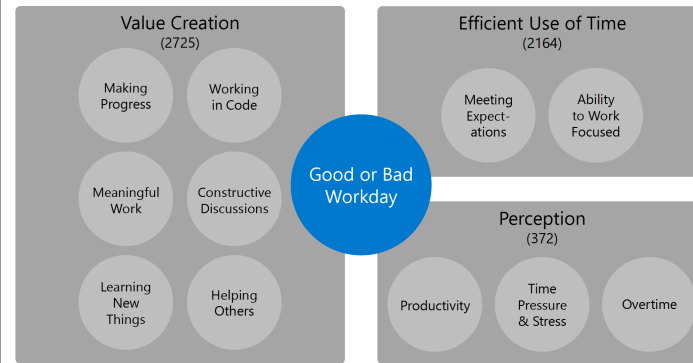 Value Creation
(2725)
Making
Progress
Working
in Code
Meaningful
Work
Constructive
Discussions
Learning
New
Things
Helping
Others
Good or Bad
Workday
Efficient Use of Time
(2164)
Meeting
Expect-
ations
Ability
to Work
Focused
Perception
(372)
Productivity
Time
Pressure
& Stress
Overtime